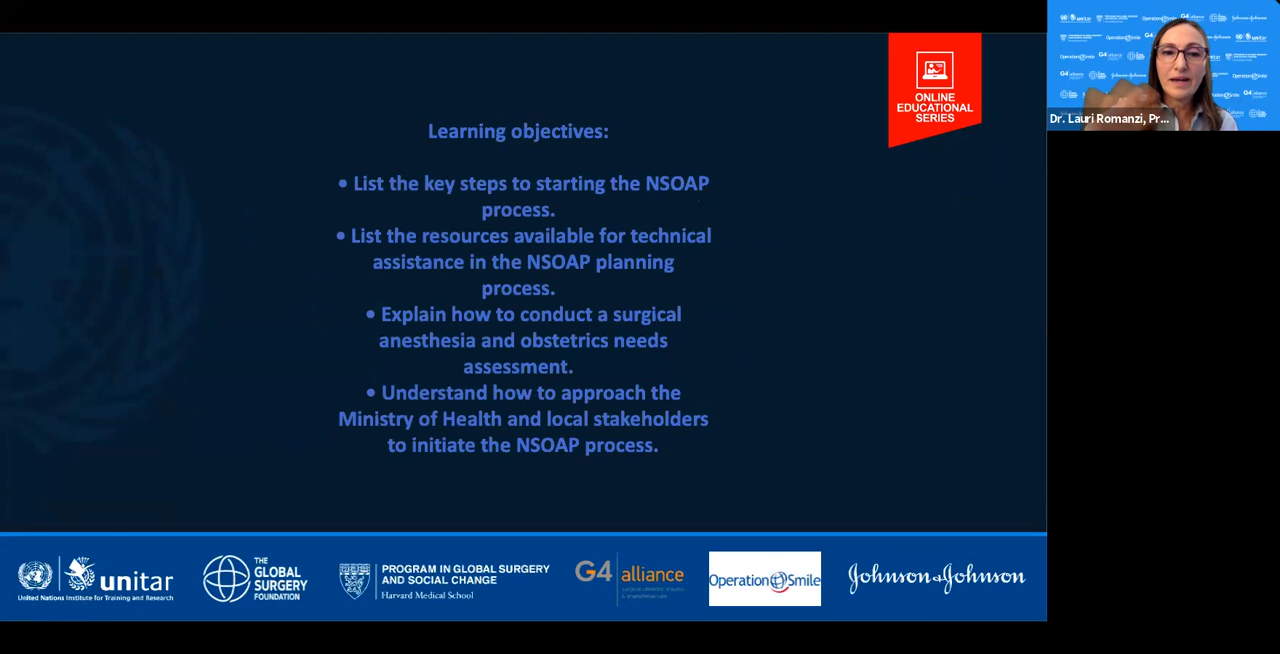 ONLINE
EDUCATIONAL
SERIES
Learning objectives:
• List the key steps to starting the NSOAP
process.
• List the resources available for technical
assistance in the NSOAP planning
process.
• Explain how to conduct a surgical
anesthesia and obstetrics needs
assessment.
• Understand how to approach the
Ministry of Health and local stakeholders
to initiate the NSOAP process.
Dr. Lauri Romanzi, Pr...
unitar
United Nations Institute for Training and Research
THE
GLOBAL
SURGERY
FOUNDATION
PROGRAM IN GLOBAL SURGERY
AND SOCIAL CHANGE
Harvard Medical School
G4 alliance
Operation Smile
Johnson & Johnson